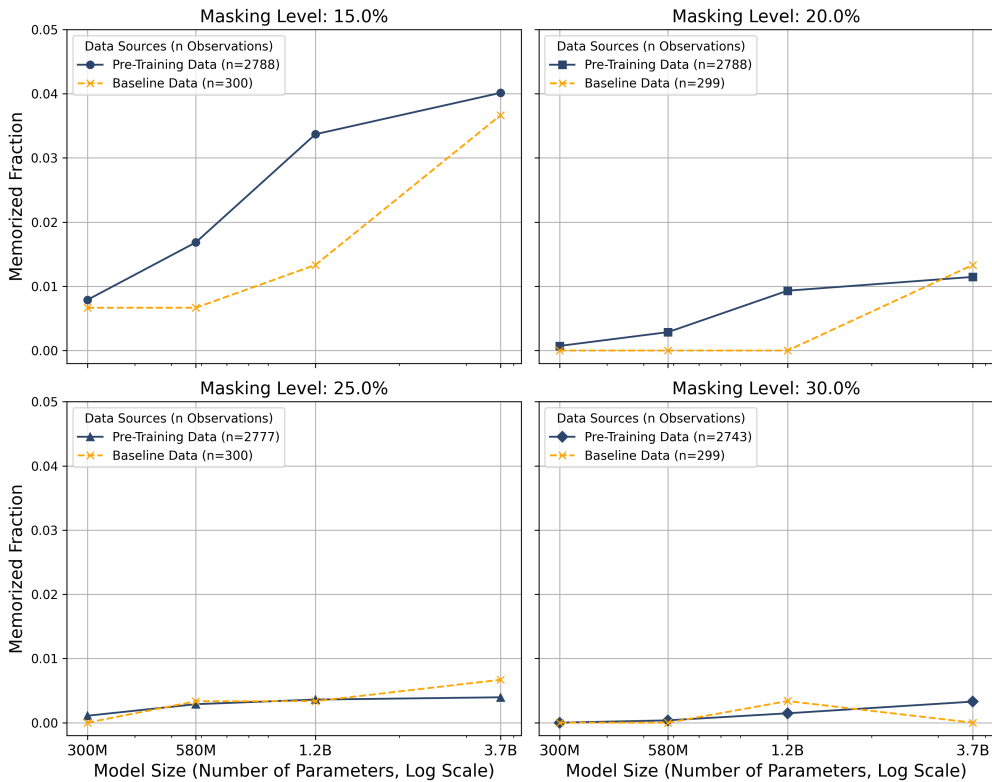 Masking Level: 15.0%
0.05
0.04
0.03
0.02
0.01
0.00
Memorized Fraction
Data Sources (n Observations)
Pre-Training Data (n=2788)
Baseline Data (n=300)
Masking Level: 20.0%
Data Sources (n Observations)
Pre-Training Data (n=2788)
Baseline Data (n=299)
Masking Level: 25.0%
0.05
0.04
0.03
0.02
0.01
0.00
Memorized Fraction
Data Sources (n Observations)
Pre-Training Data (n=2777)
Baseline Data (n=300)
300M 580M 1.2B 3.7B
Model Size (Number of Parameters, Log Scale)
Masking Level: 30.0%
Data Sources (n Observations)
Pre-Training Data (n=2743)
Baseline Data (n=299)
300M 580M 1.2B 3.7B
Model Size (Number of Parameters, Log Scale)